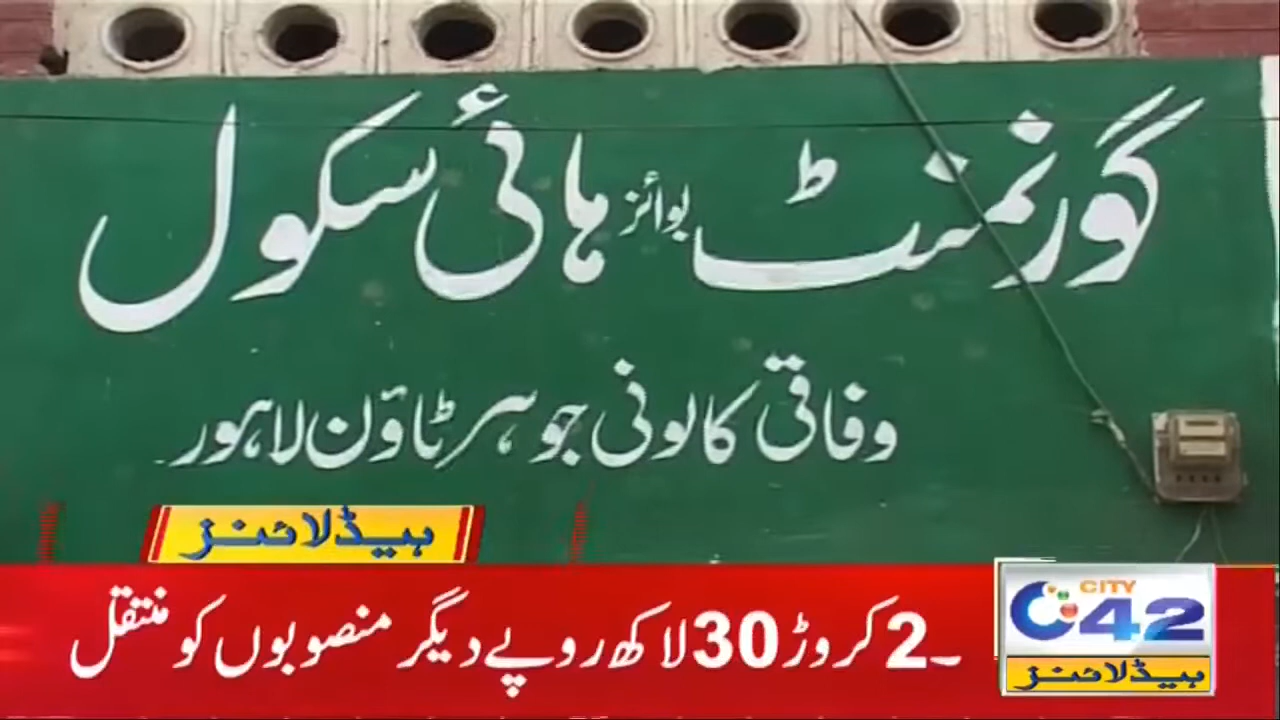 گورنمنٹ بوائز ہائی سکول
وفاقی کالونی جوہر ٹاؤن لاہور
ہیڈلائنز
۔2 کروڑ 30 لاکھ روپے دیگر منصوبوں کو منتقل
CITY
42
ہیڈلائنز